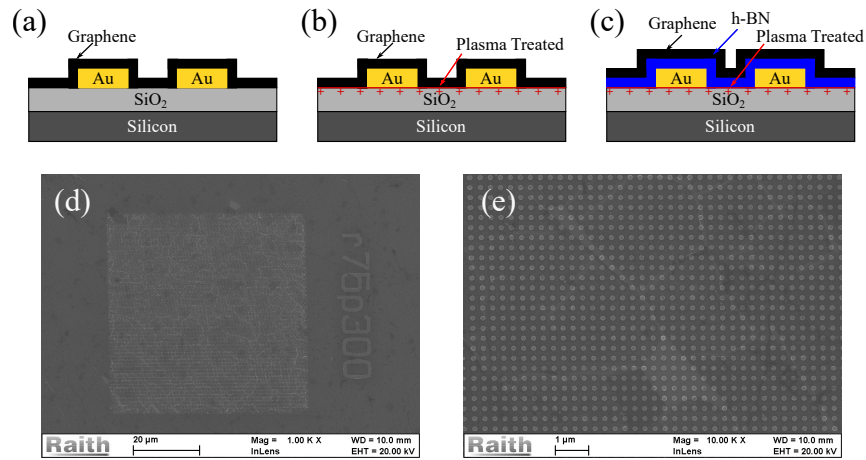 (a)
Graphene
Au
Au
SiO2
Silicon
(b)
Graphene
Plasma Treated
Au
Au
+ + + + + + + + + + + + + +
SiO2
Silicon
(c)
Graphene
h-BN
Plasma Treated
Au
Au
+ + + + + + + + + + + + + +
SiO2
Silicon
(d)
r75p300
Raith
20 µm
Mag = 1.00 K X
InLens
WD = 10.0 mm
EHT = 20.00 kV
(e)
Raith
1 µm
Mag = 10.00 K X
InLens
WD = 10.0 mm
EHT = 20.00 kV